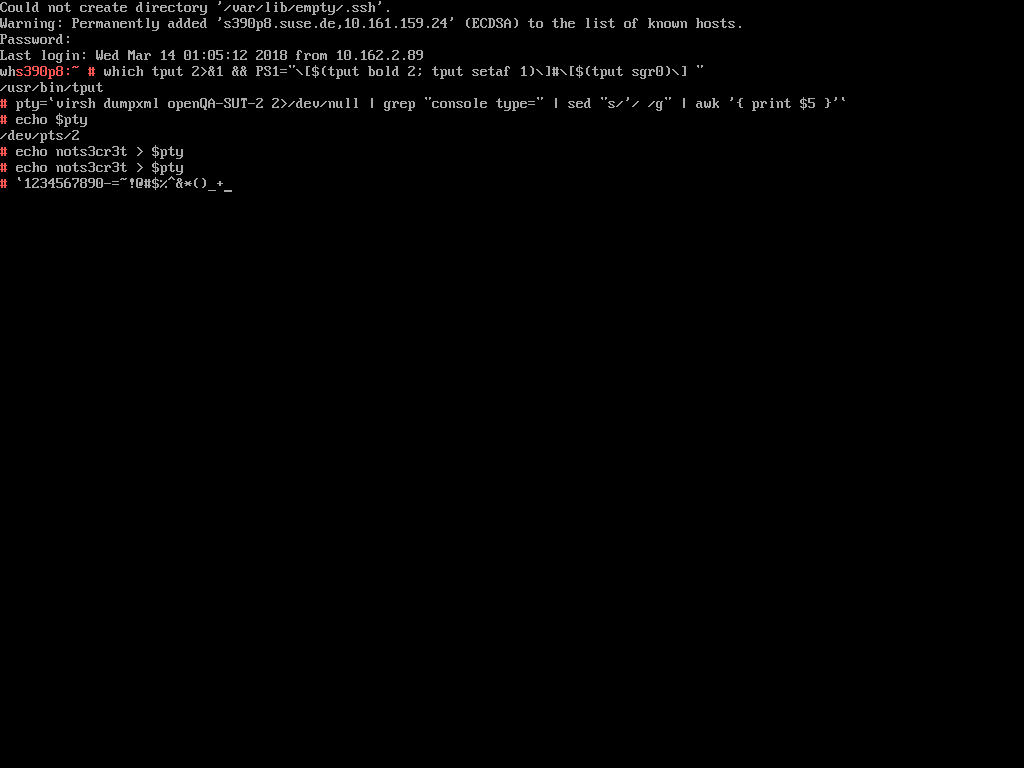 Could not create directory '/var/lib/empty/.ssh'.
Warning: Permanently added 's390p8.suse.de,10.161.159.24' (ECDSA) to the list of known hosts.
Password:
Last login: Wed Mar 14 01:05:12 2018 from 10.162.2.89
whs390p8:~ # which tput 2>&1 && PS1="\[$(tput bold 2; tput setaf 1)\]#\[$(tput sgr0)\] "
/usr/bin/tput
# pty=`virsh dumpxml openQA-SUT-2 2>/dev/null | grep "console type=" | sed "s/'/ /g" | awk '{ print $5 }'`
# echo $pty
/dev/pts/2
# echo nots3cr3t > $pty
# echo nots3cr3t > $pty
# `1234567890-=~!@#$%^&*()_+_